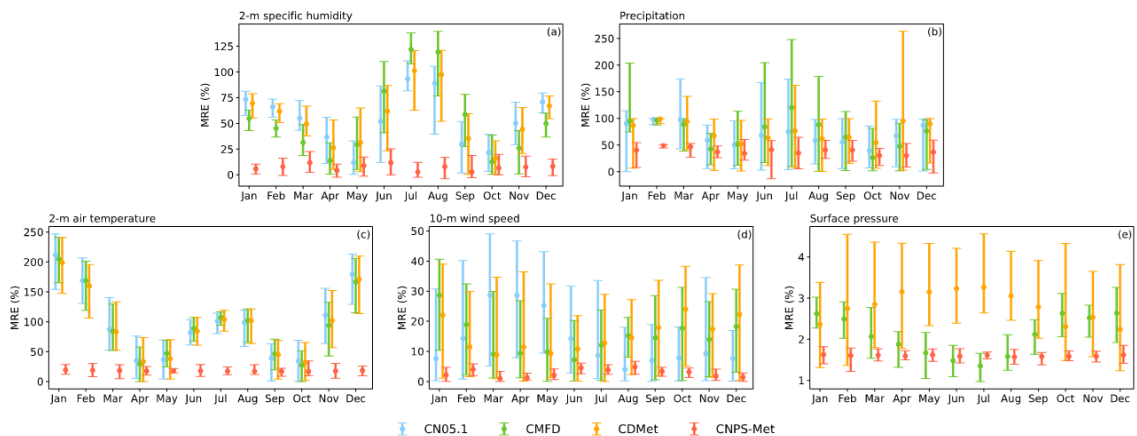 2-m specific humidity
(a)
MRE (%)
125
100
75
50
25
0
Jan Feb Mar Apr May Jun Jul Aug Sep Oct Nov Dec
Precipitation
(b)
MRE (%)
250
200
150
100
50
0
Jan Feb Mar Apr May Jun Jul Aug Sep Oct Nov Dec
2-m air temperature
(c)
MRE (%)
250
200
150
100
50
0
Jan Feb Mar Apr May Jun Jul Aug Sep Oct Nov Dec
10-m wind speed
(d)
MRE (%)
50
40
30
20
10
0
Jan Feb Mar Apr May Jun Jul Aug Sep Oct Nov Dec
Surface pressure
(e)
MRE (%)
4
3
2
1
Jan Feb Mar Apr May Jun Jul Aug Sep Oct Nov Dec
CN05.1 CMFD CDMet CNPS-Met